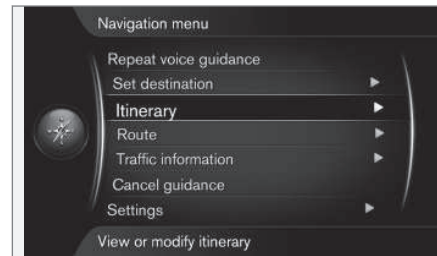 Navigation menu
Repeat voice guidance
Set destination
Itinerary
Route
Traffic information
Cancel guidance
Settings
View or modify itinerary